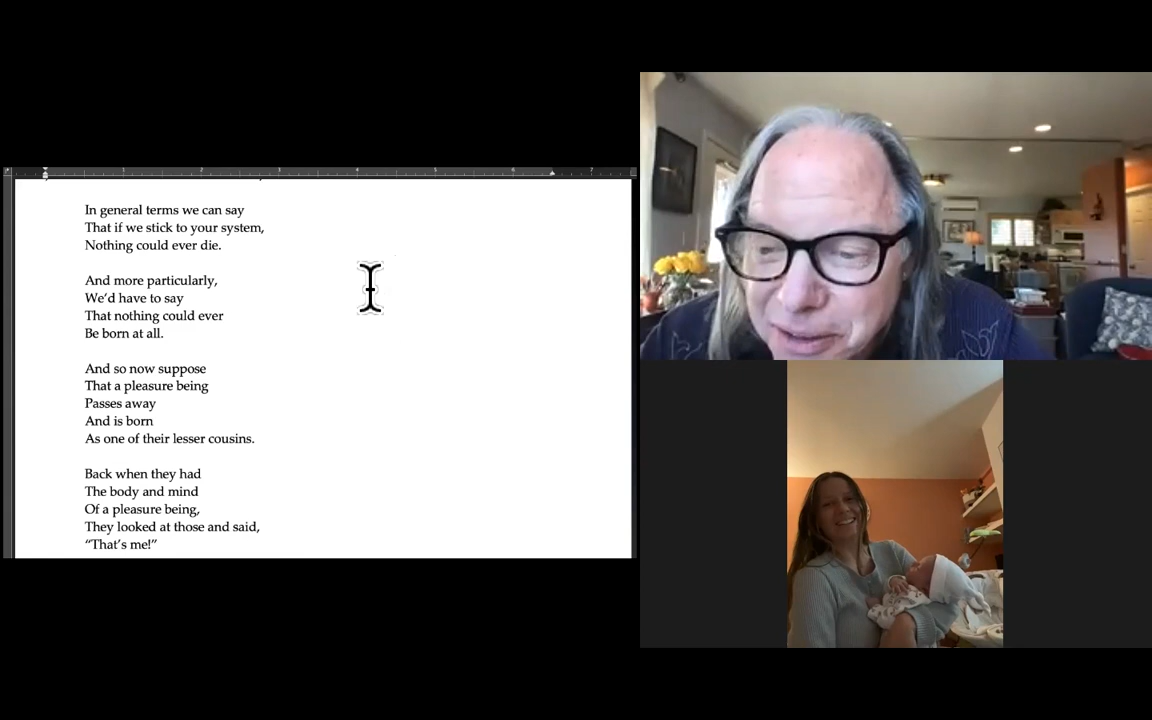 In general terms we can say
That if we stick to your system,
Nothing could ever die.
And more particularly,
We’d have to say
That nothing could ever
Be born at all.
And so now suppose
That a pleasure being
Passes away
And is born
As one of their lesser cousins.
Back when they had
The body and mind
Of a pleasure being,
They looked at those and said,
“That’s me!”